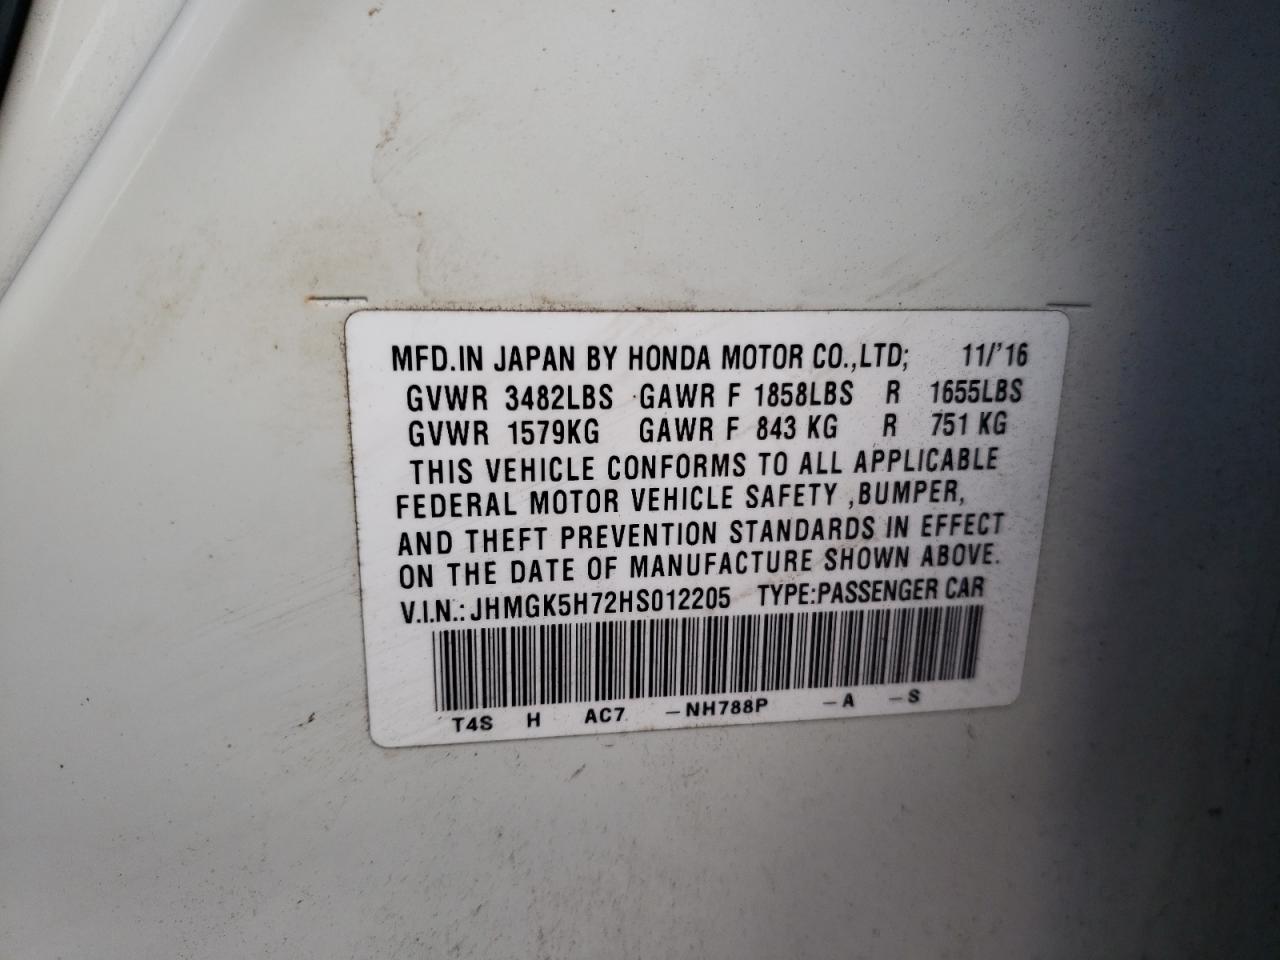 MFD.IN JAPAN BY HONDA MOTOR CO.,LTD; 11/'16
GVWR 3482LBS GAWR F 1858LBS R 1655LBS
GVWR 1579KG GAWR F 843 KG R 751 KG
THIS VEHICLE CONFORMS TO ALL APPLICABLE
FEDERAL MOTOR VEHICLE SAFETY ,BUMPER,
AND THEFT PREVENTION STANDARDS IN EFFECT
ON THE DATE OF MANUFACTURE SHOWN ABOVE.
V.I.N.: JHMGK5H72HS012205 TYPE:PASSENGER CAR
T4S H AC7 -NH788P -A -S